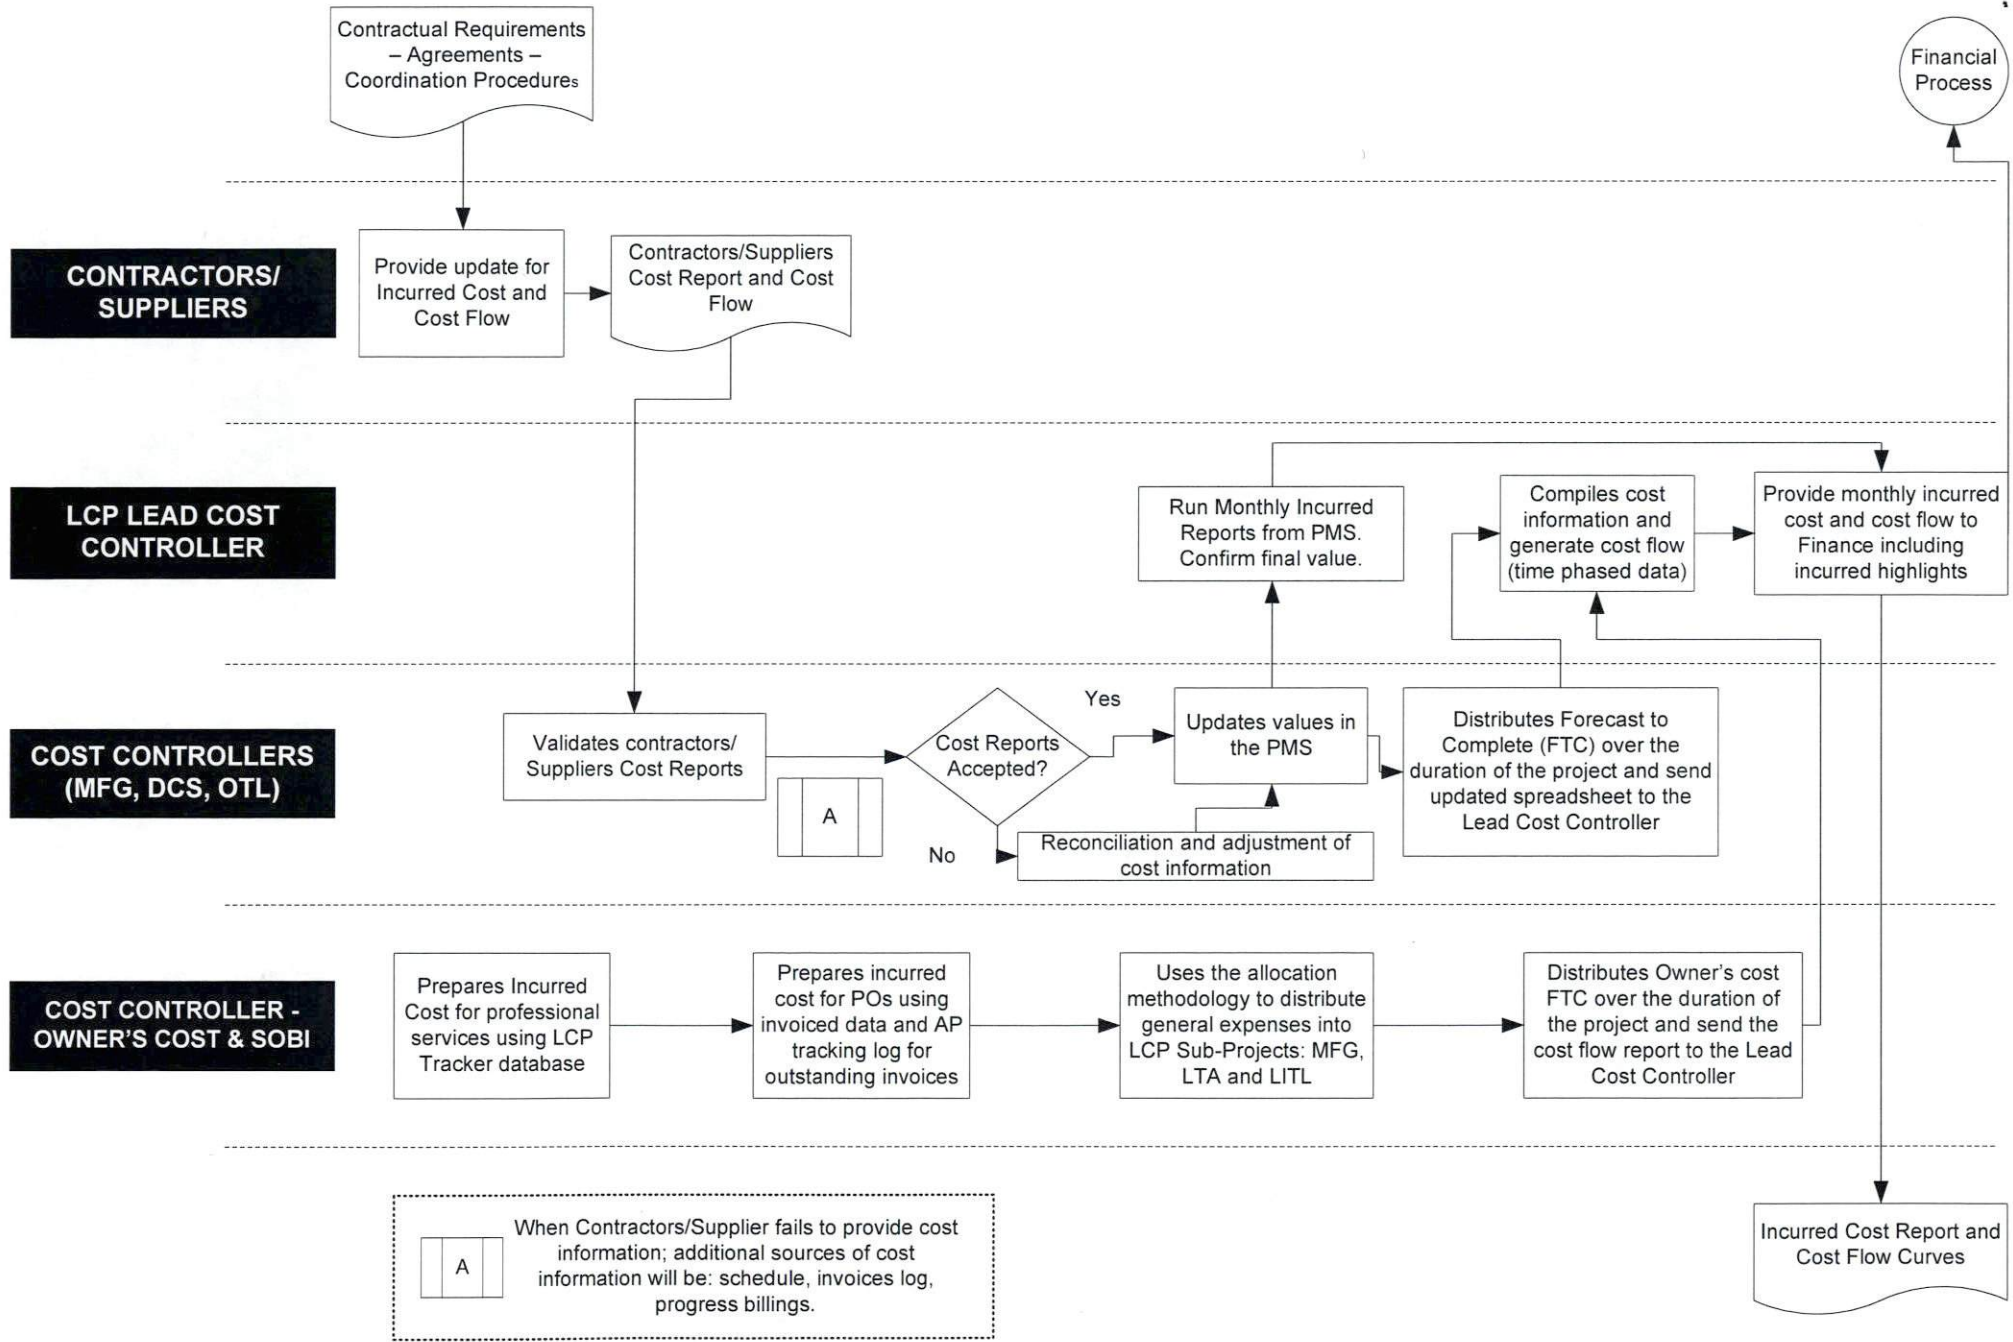 Contractual Requirements
– Agreements –
Coordination Procedures
Financial
Process
CONTRACTORS/
SUPPLIERS
Provide update for
Incurred Cost and
Cost Flow
Contractors/Suppliers
Cost Report and Cost
Flow
LCP LEAD COST
CONTROLLER
Run Monthly Incurred
Reports from PMS.
Confirm final value.
Compiles cost
information and
generate cost flow
(time phased data)
Provide monthly incurred
cost and cost flow to
Finance including
incurred highlights
COST CONTROLLERS
(MFG, DCS, OTL)
Validates contractors/
Suppliers Cost Reports
A
Cost Reports
Accepted?
Yes
No
Updates values in
the PMS
Reconciliation and adjustment of
cost information
Distributes Forecast to
Complete (FTC) over the
duration of the project and send
updated spreadsheet to the
Lead Cost Controller
COST CONTROLLER -
OWNER'S COST & SOBI
Prepares Incurred
Cost for professional
services using LCP
Tracker database
Prepares incurred
cost for POs using
invoiced data and AP
tracking log for
outstanding invoices
Uses the allocation
methodology to distribute
general expenses into
LCP Sub-Projects: MFG,
LTA and LITL
Distributes Owner's cost
FTC over the duration of
the project and send the
cost flow report to the Lead
Cost Controller
A
When Contractors/Supplier fails to provide cost
information; additional sources of cost
information will be: schedule, invoices log,
progress billings.
Incurred Cost Report and
Cost Flow Curves